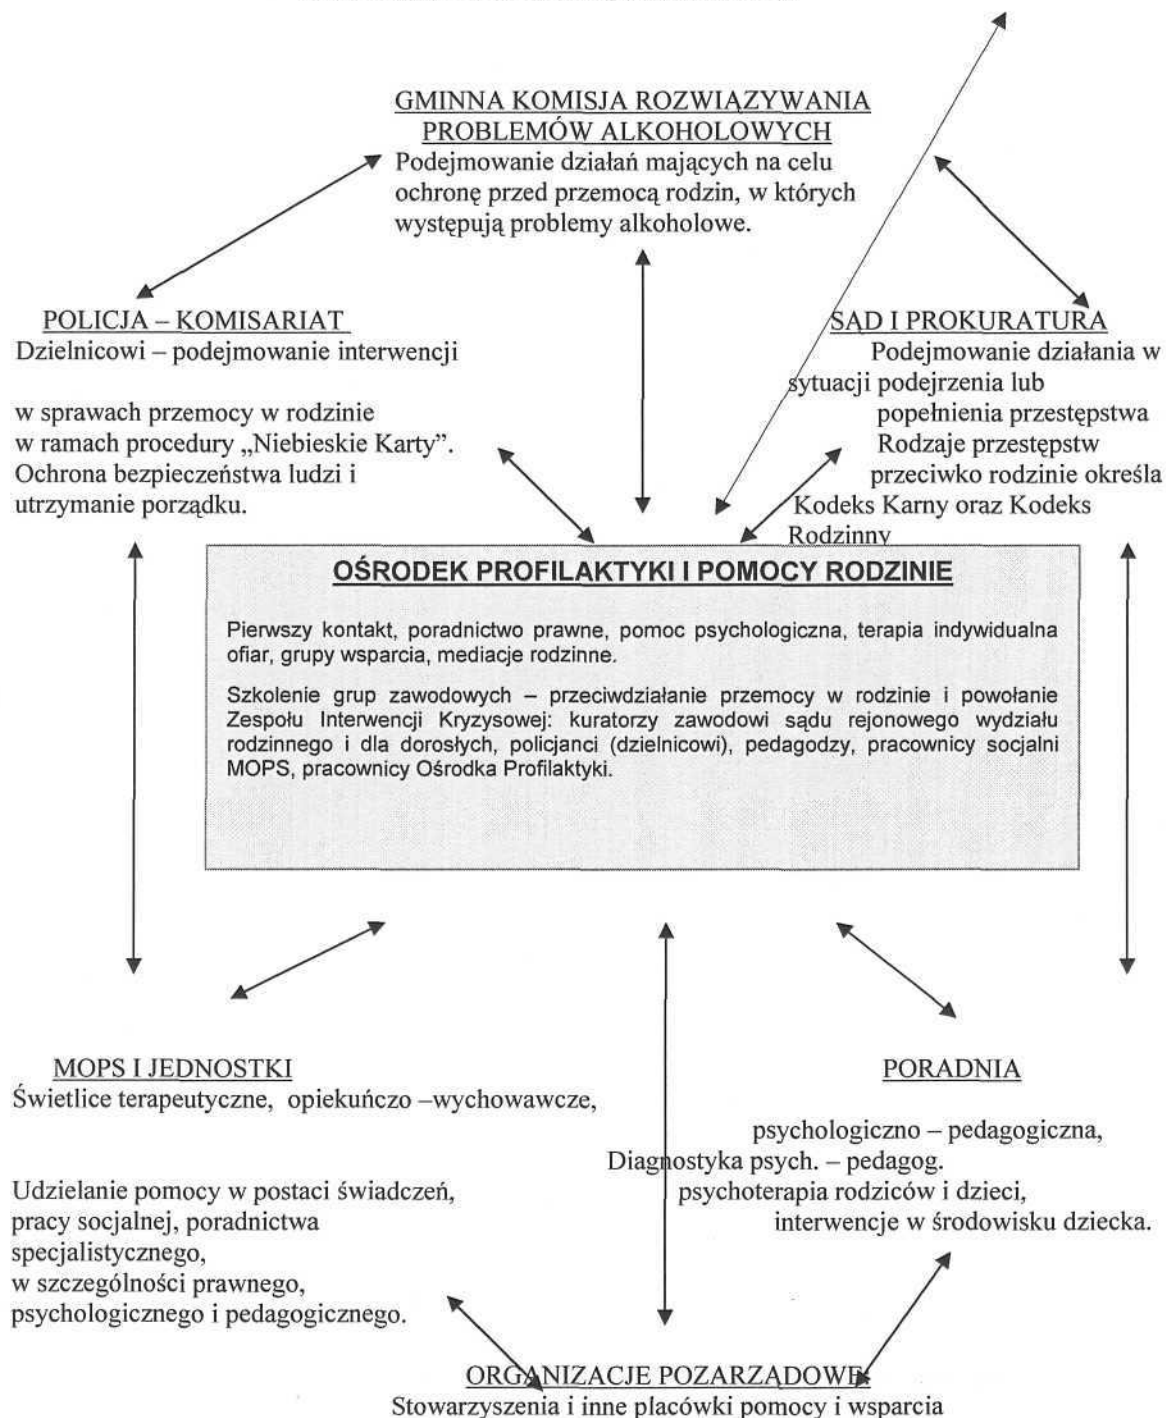 GMINNA KOMISJA ROZWIĄZYWANIA
PROBLEMÓW ALKOHOLOWYCH
Podejmowanie działań mających na celu
ochronę przed przemocą rodzin, w których
występują problemy alkoholowe.
POLICJA – KOMISARIAT
Dzielnicowi – podejmowanie interwencji
w sprawach przemocy w rodzinie
w ramach procedury „Niebieskie Karty”.
Ochrona bezpieczeństwa ludzi i
utrzymanie porządku.
SĄD I PROKURATURA
Podejmowanie działania w
sytuacji podejrzenia lub
popełnienia przestępstwa
Rodzaje przestępstw
przeciwko rodzinie określa
Kodeks Karny oraz Kodeks
Rodzinny
OŚRODEK PROFILAKTYKI I POMOCY RODZINIE
Pierwszy kontakt, poradnictwo prawne, pomoc psychologiczna, terapia indywidualna
ofiar, grupy wsparcia, mediacje rodzinne.
Szkolenie grup zawodowych – przeciwdziałanie przemocy w rodzinie i powołanie
Zespołu Interwencji Kryzysowej: kuratorzy zawodowi sądu rejonowego wydziału
rodzinnego i dla dorosłych, policjanci (dzielnicowi), pedagodzy, pracownicy socjalni
MOPS, pracownicy Ośrodka Profilaktyki.
MOPS I JEDNOSTKI
Świetlice terapeutyczne, opiekuńczo –wychowawcze,
Udzielanie pomocy w postaci świadczeń,
pracy socjalnej, poradnictwa
specjalistycznego,
w szczególności prawnego,
psychologicznego i pedagogicznego.
PORADNIA
psychologiczno – pedagogiczna,
Diagnostyka psych. – pedagog.
psychoterapia rodziców i dzieci,
interwencje w środowisku dziecka.
ORGANIZACJE POZARZĄDOWE:
Stowarzyszenia i inne placówki pomocy i wsparcia